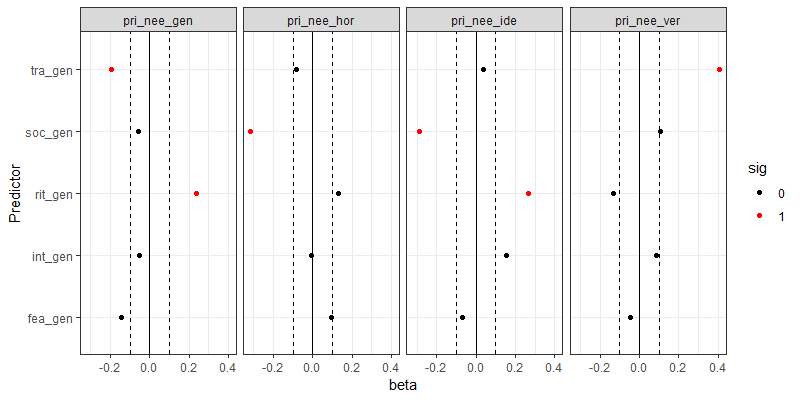 pri_nee_gen pri_nee_hor pri_nee_ide pri_nee_ver
tra_gen
soc_gen
rit_gen
int_gen
fea_gen
Predictor
-0.2 0.0 0.2 0.4 -0.2 0.0 0.2 0.4 -0.2 0.0 0.2 0.4 -0.2 0.0 0.2 0.4
beta
sig
0
1